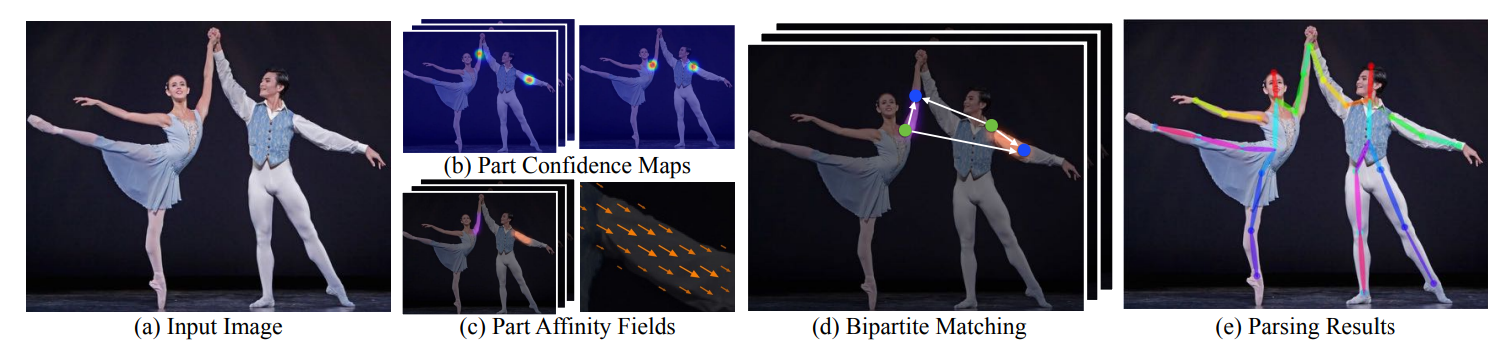 (a) Input Image
(b) Part Confidence Maps
(c) Part Affinity Fields
(d) Bipartite Matching
(e) Parsing Results